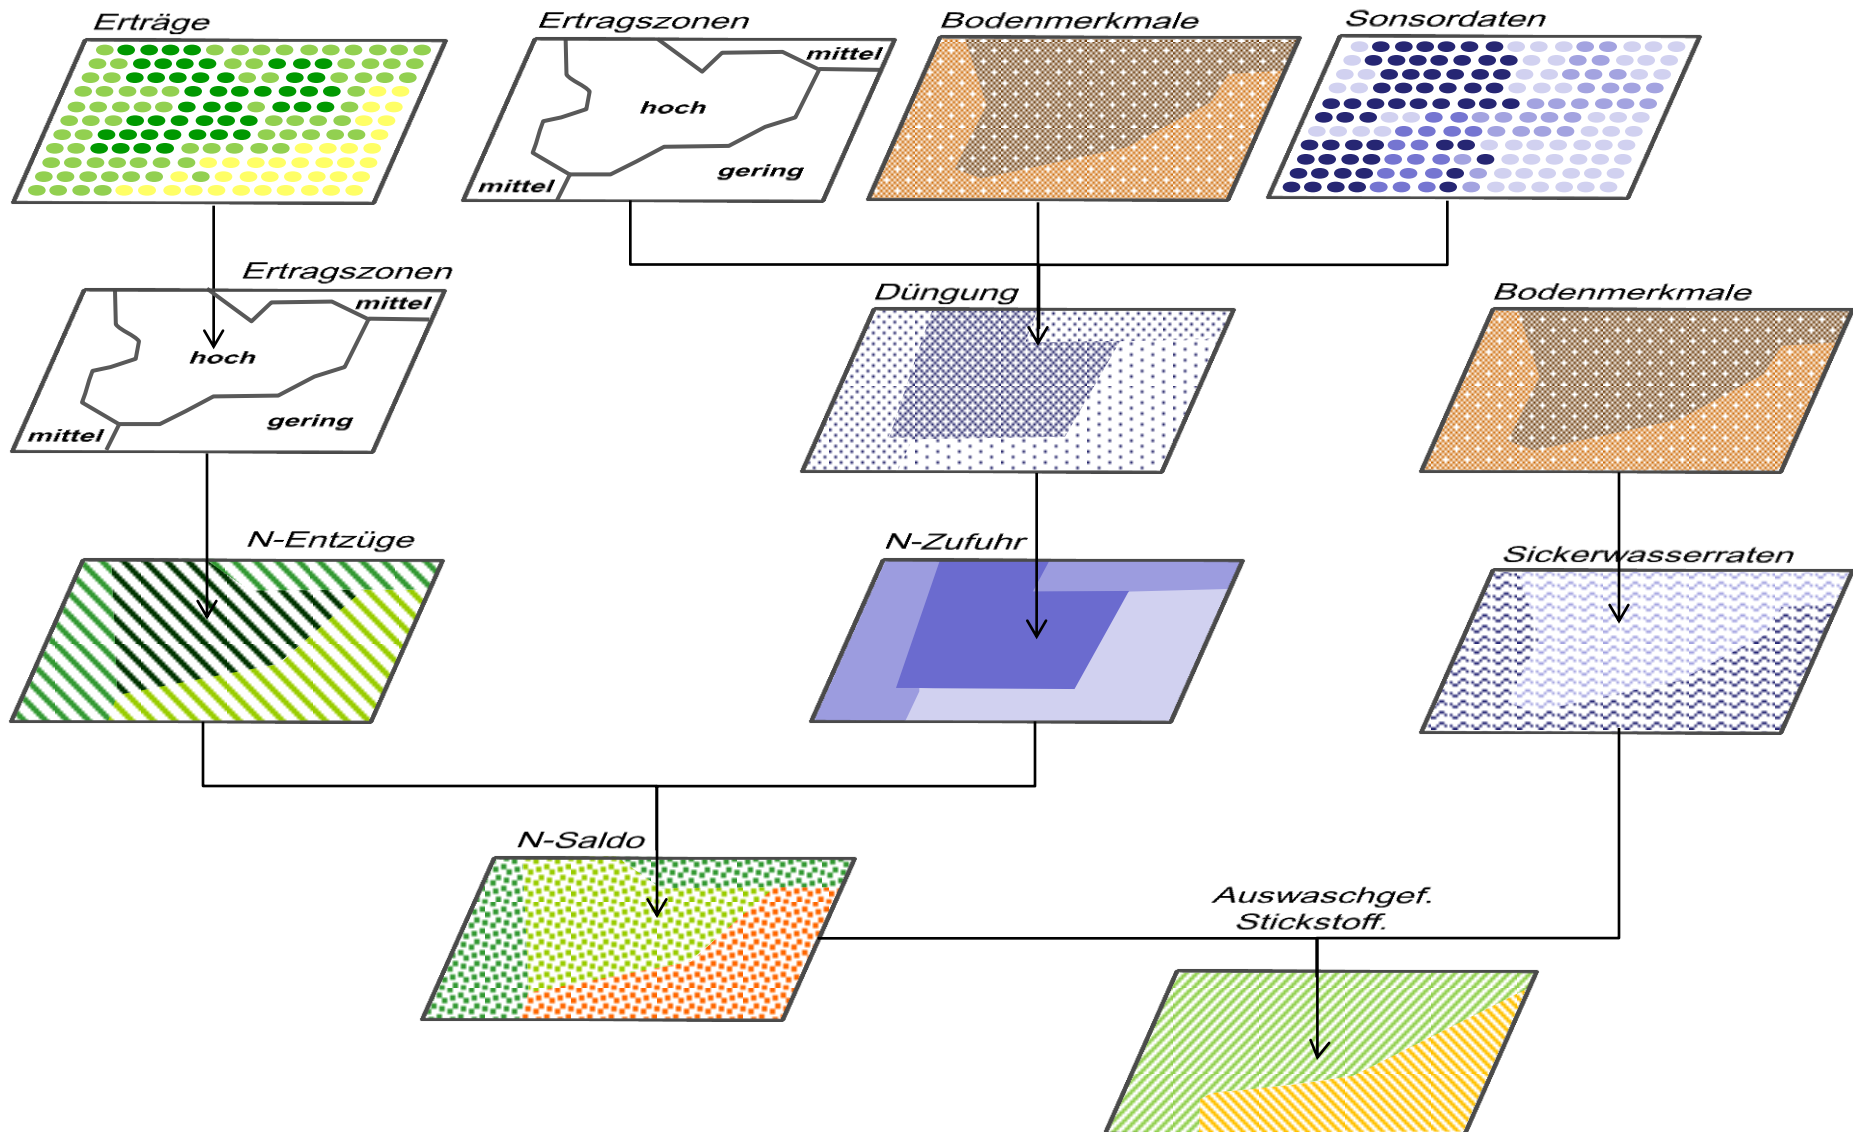 Erträge
Ertragszonen
Bodenmerkmale
Sonsordaten
mittel
hoch
gering
mittel
Ertragszonen
mittel
hoch
gering
mittel
Düngung
Bodenmerkmale
N-Entzüge
N-Zufuhr
Sickerwasserraten
N-Saldo
Auswaschgef.
Stickstoff.